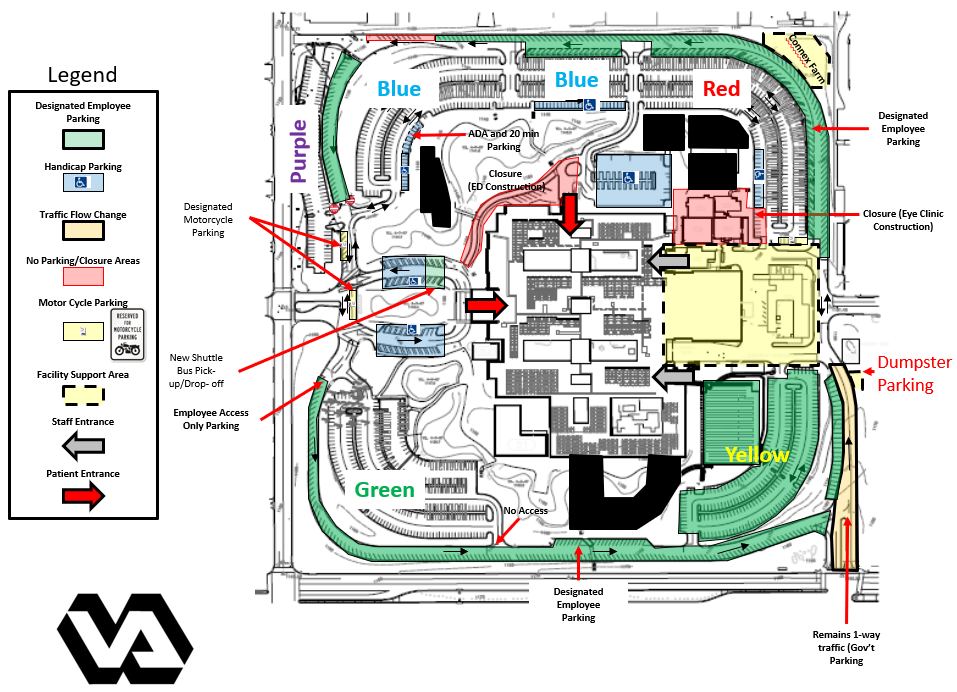 Legend
Designated Employee
Parking
Handicap Parking
Traffic Flow Change
No Parking/Closure Areas
Motor Cycle Parking
RESERVED
FOR
MOTORCYCLE
PARKING
Facility Support Area
Staff Entrance
Patient Entrance
Blue
Blue
Red
Purple
Connex Farm
ADA and 20 min
Parking
Closure
(ED Construction)
Designated
Employee
Parking
Closure (Eye Clinic
Construction)
Designated
Motorcycle
Parking
New Shuttle
Bus Pick-
up/Drop- off
Employee Access
Only Parking
Dumpster
Parking
Yellow
Green
No Access
Designated
Employee
Parking
Remains 1-way
traffic (Gov't
Parking
VA